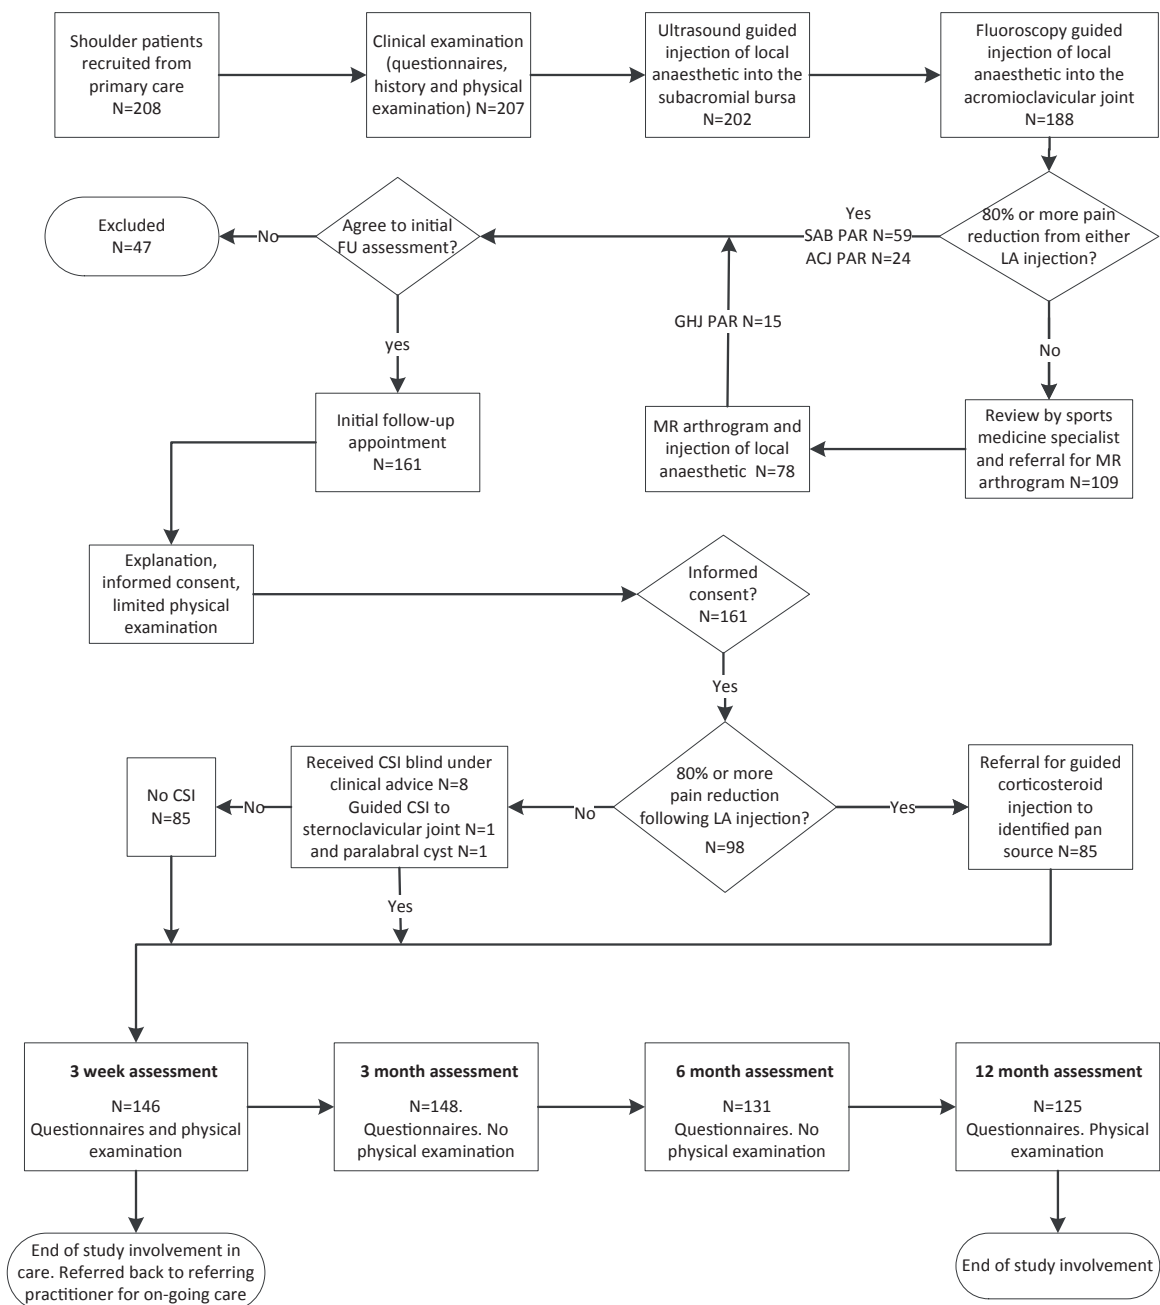 Shoulder patients
recruited from
primary care
N=208
Clinical examination
(questionnaires,
history and physical
examination) N=207
Ultrasound guided
injection of local
anaesthetic into the
subacromial bursa
N=202
Fluoroscopy guided
injection of local
anaesthetic into the
acromioclavicular joint
N=188
80% or more pain
reduction from either
LA injection?
Yes
SAB PAR N=59
ACJ PAR N=24
Agree to initial
FU assessment?
No
Excluded
N=47
GHJ PAR N=15
No
yes
Review by sports
medicine specialist
and referral for MR
arthrogram N=109
MR arthrogram and
injection of local
anaesthetic N=78
Initial follow-up
appointment
N=161
Explanation,
informed consent,
limited physical
examination
Informed
consent?
N=161
Yes
80% or more
pain reduction
following LA injection?
N=98
Yes
Referral for guided
corticosteroid
injection to
identified pan
source N=85
No
Received CSI blind under
clinical advice N=8
Guided CSI to
sternoclavicular joint N=1
and paralabral cyst N=1
No
No CSI
N=85
Yes
3 week assessment
N=146
Questionnaires and physical
examination
3 month assessment
N=148.
Questionnaires. No
physical examination
6 month assessment
N=131
Questionnaires. No
physical examination
12 month assessment
N=125
Questionnaires. Physical
examination
End of study involvement in
care. Referred back to referring
practitioner for on-going care
End of study involvement